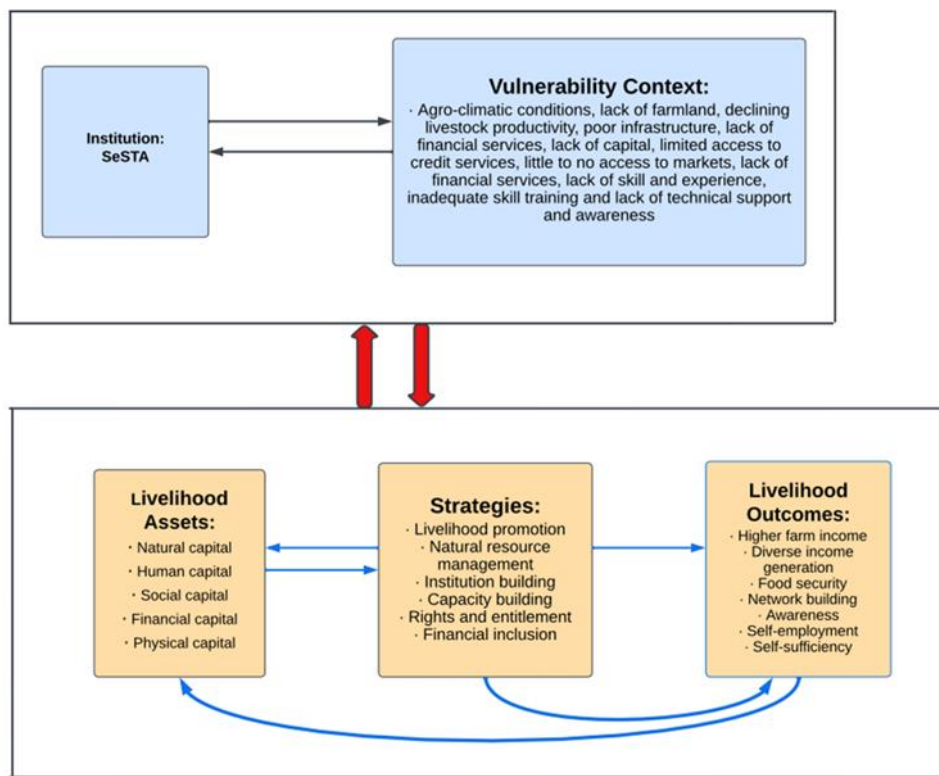 Institution:
SeSTA
Vulnerability Context:
· Agro-climatic conditions, lack of farmland, declining
livestock productivity, poor infrastructure, lack of
financial services, lack of capital, limited access to
credit services, little to no access to markets, lack of
financial services, lack of skill and experience,
inadequate skill training and lack of technical support
and awareness
Livelihood
Assets:
· Natural capital
· Human capital
· Social capital
· Financial capital
· Physical capital
Strategies:
· Livelihood promotion
· Natural resource
management
· Institution building
· Capacity building
· Rights and entitlement
· Financial inclusion
Livelihood
Outcomes:
· Higher farm income
· Diverse income
generation
· Food security
· Network building
· Awareness
· Self-employment
· Self-sufficiency